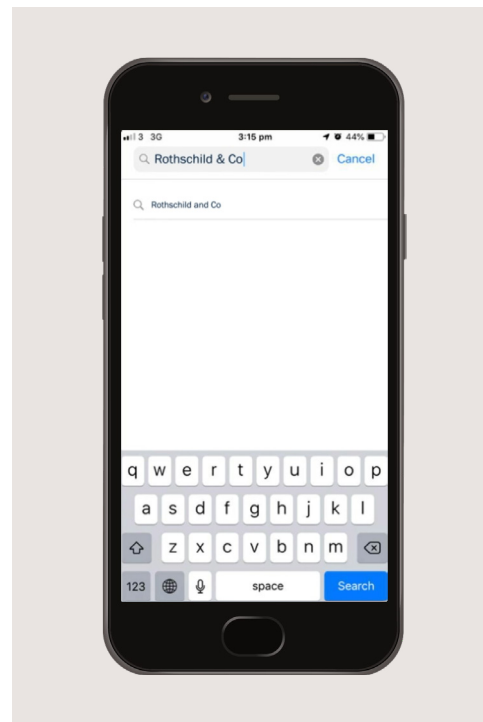 3 3G 3:15 pm 44%
Rothschild & Co Cancel
Rothschild and Co
q w e r t y u i o p
a s d f g h j k l
z x c v b n m
123 space Search